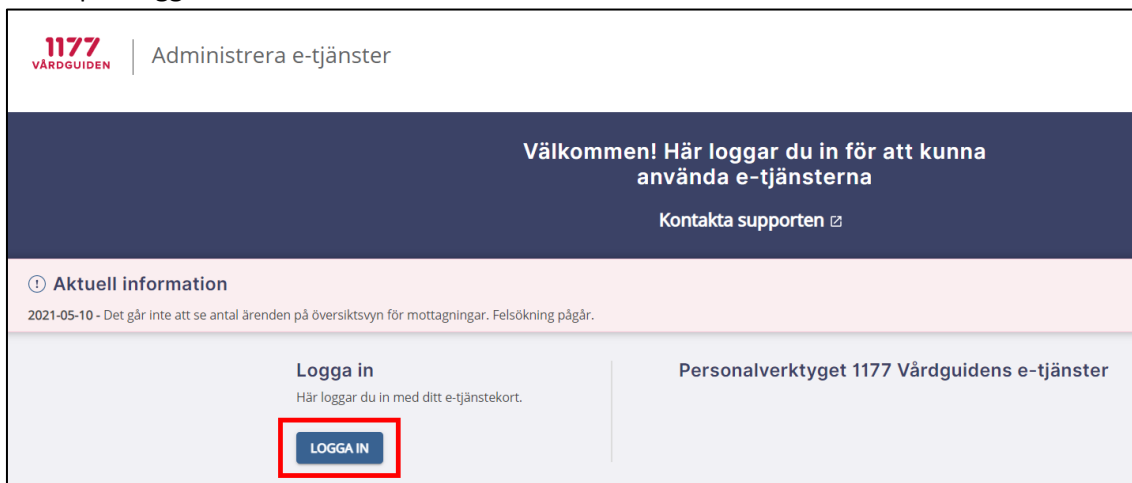 1177
VÅRDGUIDEN
Administrera e-tjänster
Välkommen! Här loggar du in för att kunna
använda e-tjänsterna
Kontakta supporten
Aktuell information
2021-05-10 - Det går inte att se antal ärenden på översiktsvyn för mottagningar. Felsökning pågår.
Logga in
Här loggar du in med ditt e-tjänstekort.
LOGGA IN
Personalverktyget 1177 Vårdguidens e-tjänster